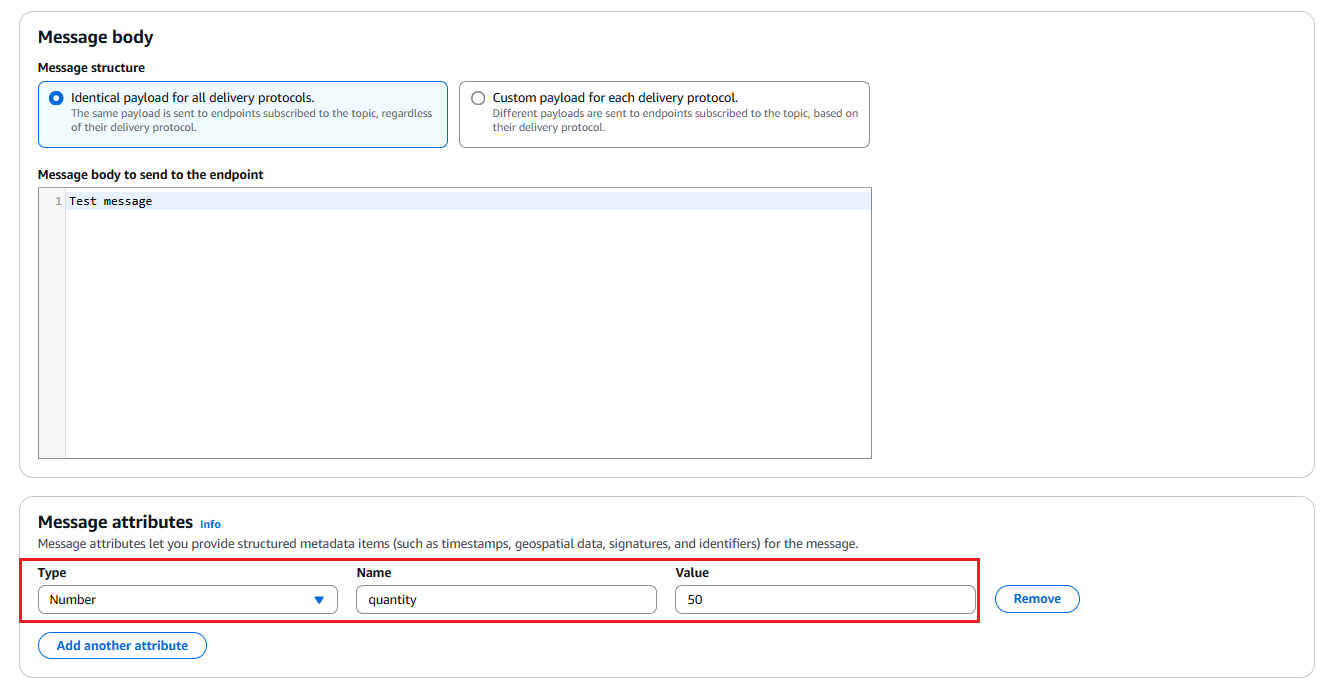 Message body
Message structure
Identical payload for all delivery protocols.
The same payload is sent to endpoints subscribed to the topic, regardless
of their delivery protocol.
Custom payload for each delivery protocol.
Different payloads are sent to endpoints subscribed to the topic, based on
their delivery protocol.
Message body to send to the endpoint
1 Test message
Message attributes Info
Message attributes let you provide structured metadata items (such as timestamps, geospatial data, signatures, and identifiers) for the message.
Type Name Value
Number quantity 50 Remove
Add another attribute